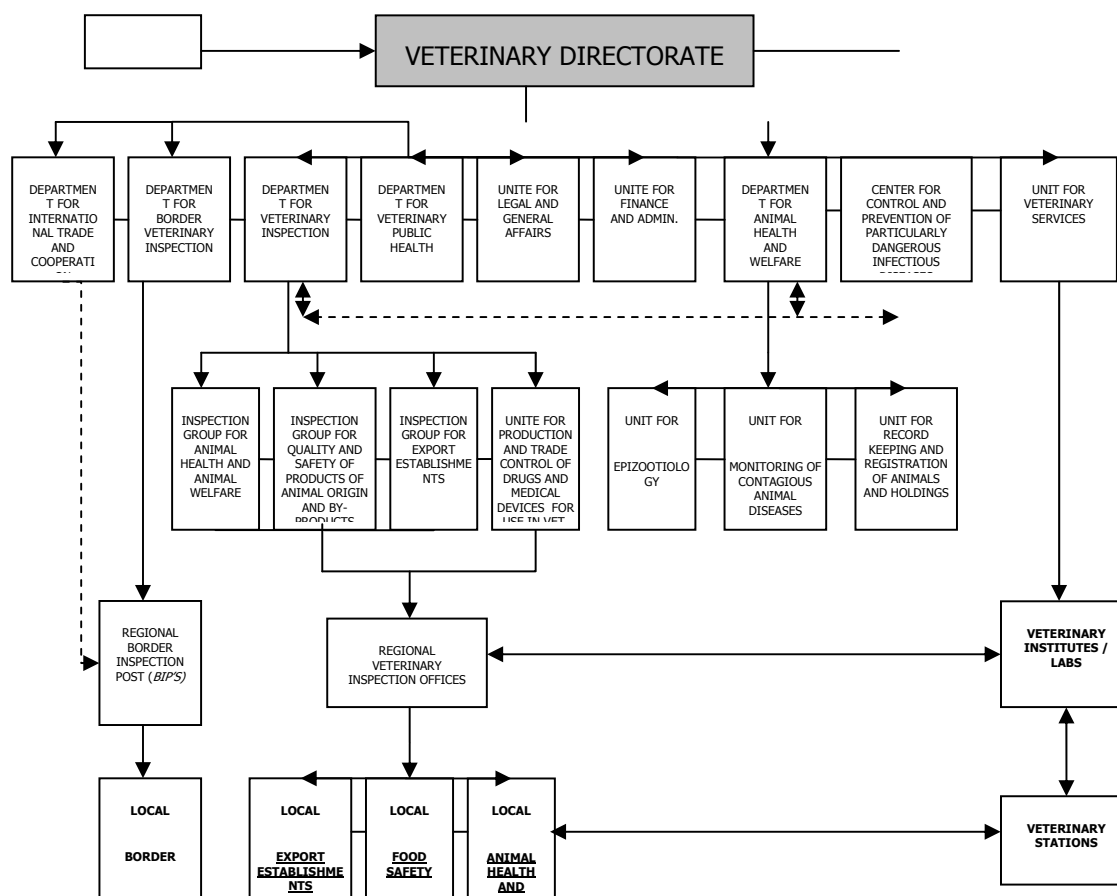 VETERINARY DIRECTORATE
DEPARTMEN
T FOR
INTERNATIO
NAL TRADE
AND
COOPERATI
DEPARTMEN
T FOR
BORDER
VETERINARY
INSPECTION
DEPARTMEN
T FOR
VETERINARY
INSPECTION
DEPARTMEN
T FOR
VETERINARY
PUBLIC
HEALTH
UNITE FOR
LEGAL AND
GENERAL
AFFAIRS
UNITE FOR
FINANCE
AND ADMIN.
DEPARTMEN
T FOR
ANIMAL
HEALTH
AND
WELFARE
CENTER FOR
CONTROL AND
PREVENTION OF
PARTICULARLY
DANGEROUS
INFECTIOUS
UNIT FOR
VETERINARY
SERVICES
INSPECTION
GROUP FOR
ANIMAL
HEALTH AND
ANIMAL
WELFARE
INSPECTION
GROUP FOR
QUALITY AND
SAFETY OF
PRODUCTS OF
ANIMAL ORIGIN
AND BY-
PRODUCTS
INSPECTION
GROUP FOR
EXPORT
ESTABLISHME
NTS
UNITE FOR
PRODUCTION
AND TRADE
CONTROL OF
DRUGS AND
MEDICAL
DEVICES FOR
USE IN VET.
UNIT FOR
EPIZOOTIOLO
GY
UNIT FOR
MONITORING OF
CONTAGIOUS
ANIMAL
DISEASES
UNIT FOR
RECORD
KEEPING AND
REGISTRATION
OF ANIMALS
AND HOLDINGS
REGIONAL
BORDER
INSPECTION
POST (BIP'S)
REGIONAL
VETERINARY
INSPECTION OFFICES
VETERINARY
INSTITUTES /
LABS
LOCAL
BORDER
LOCAL
EXPORT
ESTABLISHME
NTS
LOCAL
FOOD
SAFETY
LOCAL
ANIMAL
HEALTH
AND
VETERINARY
STATIONS